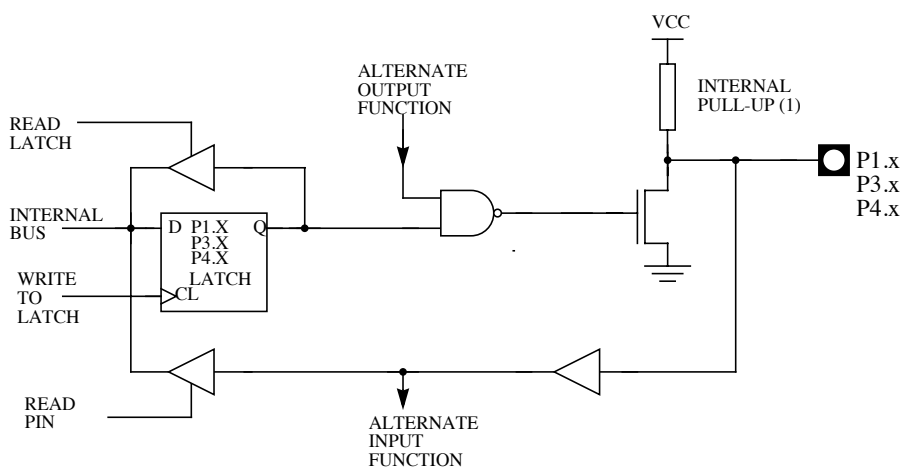 VCC
ALTERNATE
OUTPUT
FUNCTION
INTERNAL
PULL-UP (1)
READ
LATCH
P1.x
P3.x
P4.x
INTERNAL
BUS
D P1.X Q
P3.X
P4.X
LATCH
CL
WRITE
TO
LATCH
READ
PIN
ALTERNATE
INPUT
FUNCTION